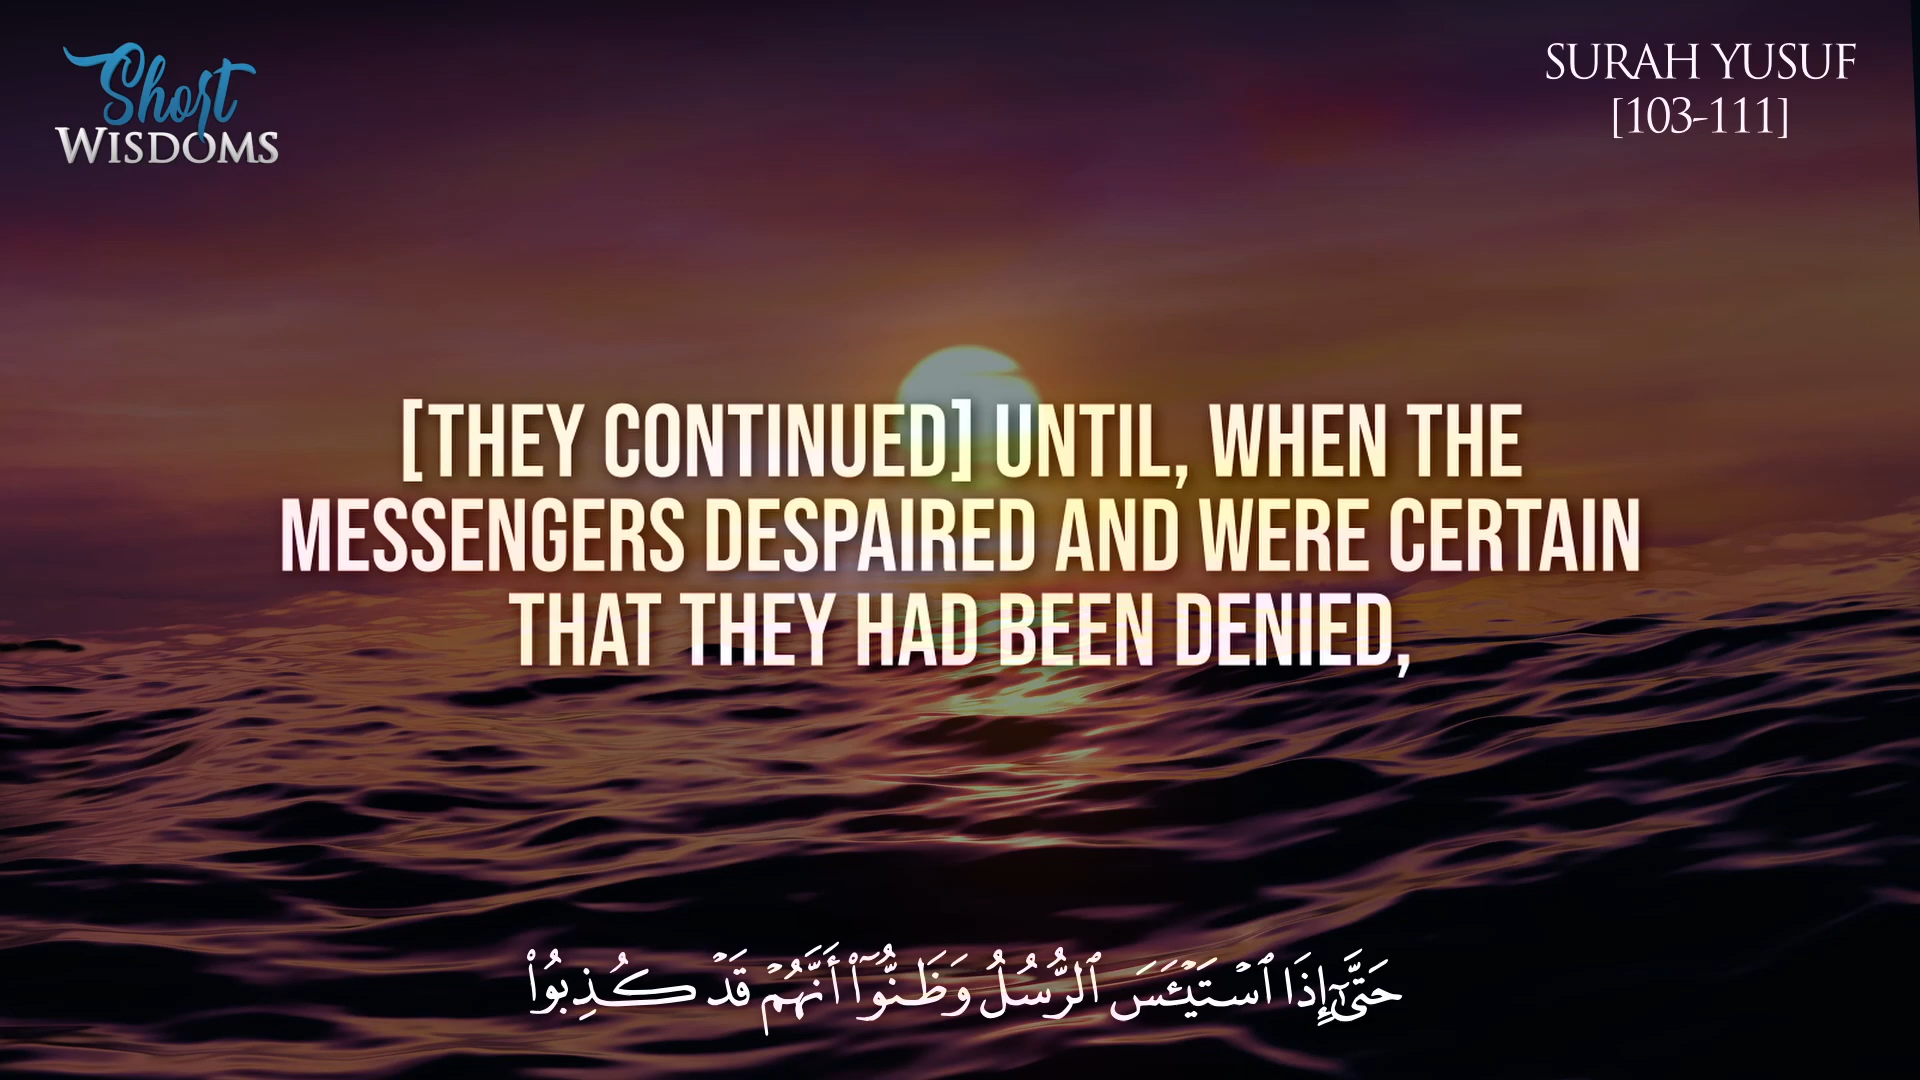 Short
WISDOMS
SURAH YUSUF
[103-111]
[THEY CONTINUED] UNTIL, WHEN THE
MESSENGERS DESPAIRED AND WERE CERTAIN
THAT THEY HAD BEEN DENIED,
حَتَّىٰٓ إِذَا ٱسۡتَيۡـَٔسَ ٱلرُّسُلُ وَظَنُّوٓاْ أَنَّهُمۡ قَدۡ كُذِبُواْ